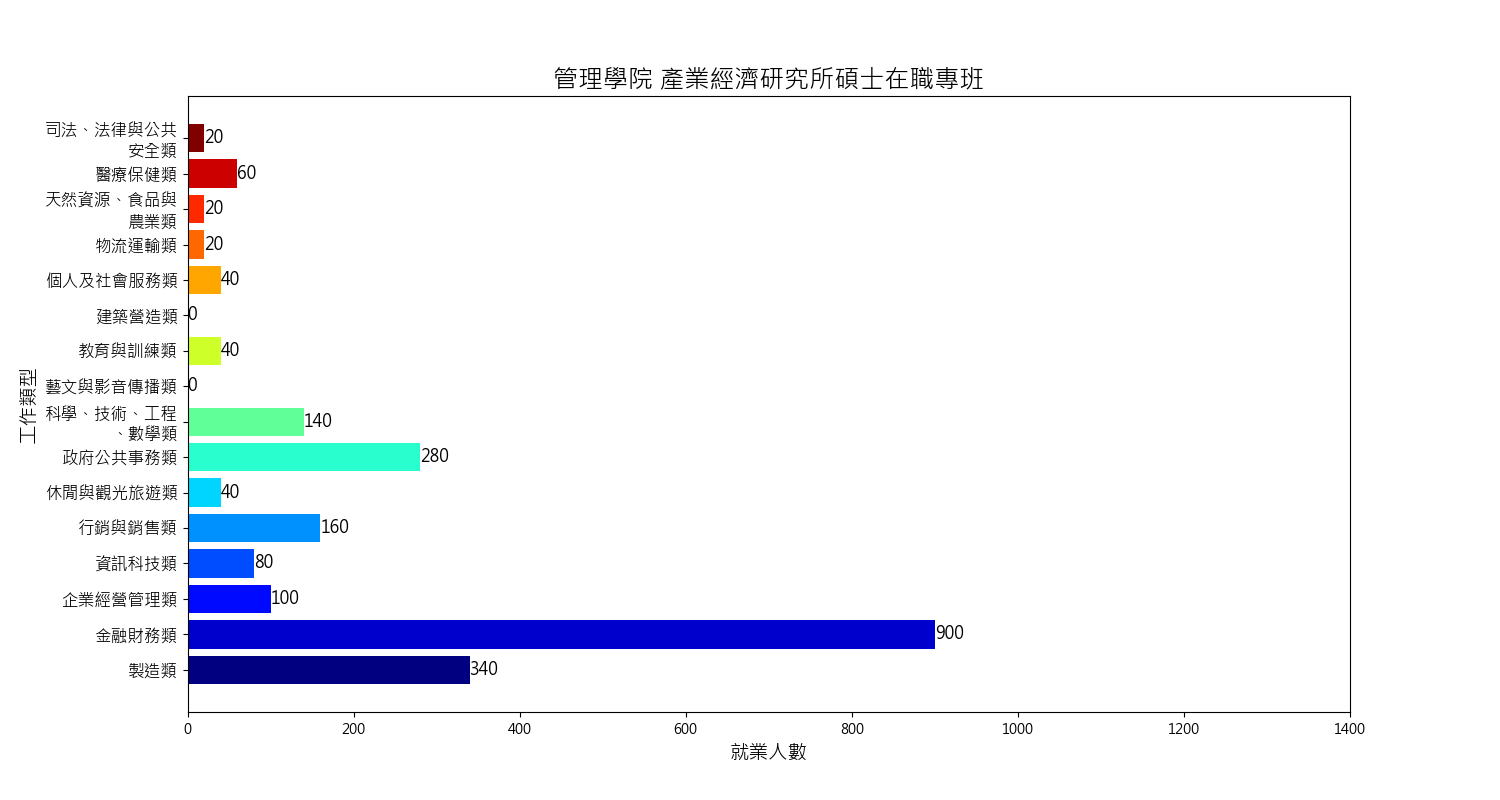 管理學院 產業經濟研究所碩士在職專班
工作類型
司法、法律與公共
安全類
20
醫療保健類
60
天然資源、食品與
農業類
20
物流運輸類
20
個人及社會服務類
40
建築營造類
0
教育與訓練類
40
藝文與影音傳播類
0
科學、技術、工程
、數學類
140
政府公共事務類
280
休閒與觀光旅遊類
40
行銷與銷售類
160
資訊科技類
80
企業經營管理類
100
金融財務類
900
製造類
340
0 200 400 600 800 1000 1200 1400
就業人數